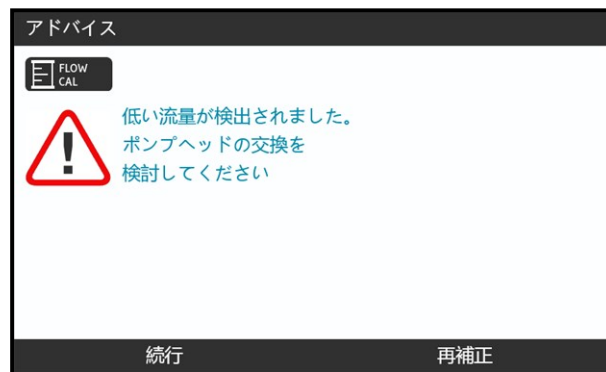 アドバイス
FLOW
CAL
低い流量が検出されました。
ポンプヘッドの交換を
検討してください
続行 再補正